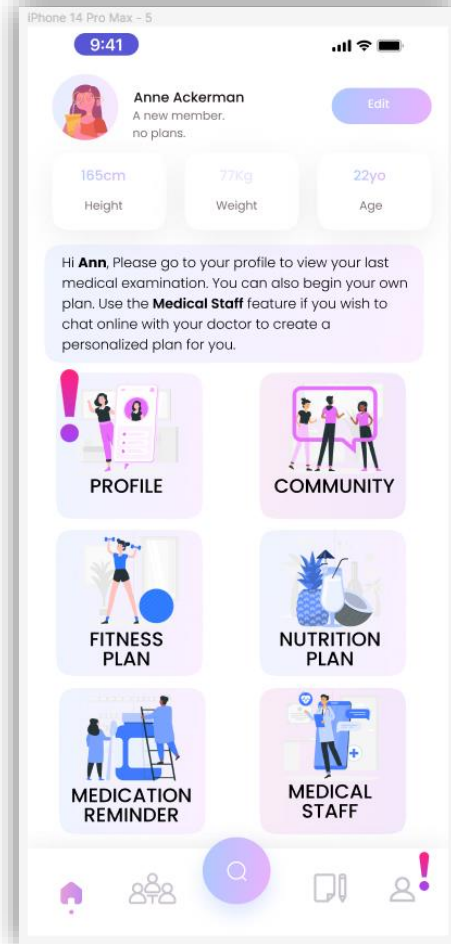 iPhone 14 Pro Max - 5
9:41
Anne Ackerman
A new member.
no plans.
Edit
165cm
77Kg
22yo
Height
Weight
Age
Hi Ann, Please go to your profile to view your last
medical examination. You can also begin your own
plan. Use the Medical Staff feature if you wish to
chat online with your doctor to create a
personalized plan for you.
PROFILE
COMMUNITY
FITNESS
PLAN
NUTRITION
PLAN
MEDICATION
REMINDER
MEDICAL
STAFF